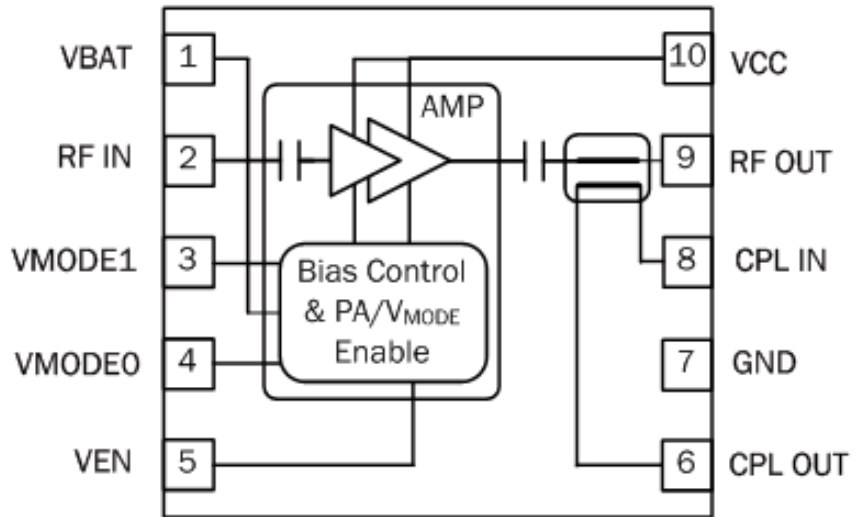 VBAT 1
10 VCC
AMP
RF IN 2
9 RF OUT
VMODE1 3
8 CPL IN
Bias Control
& PA/VMODE
Enable
VMODE0 4
7 GND
VEN 5
6 CPL OUT